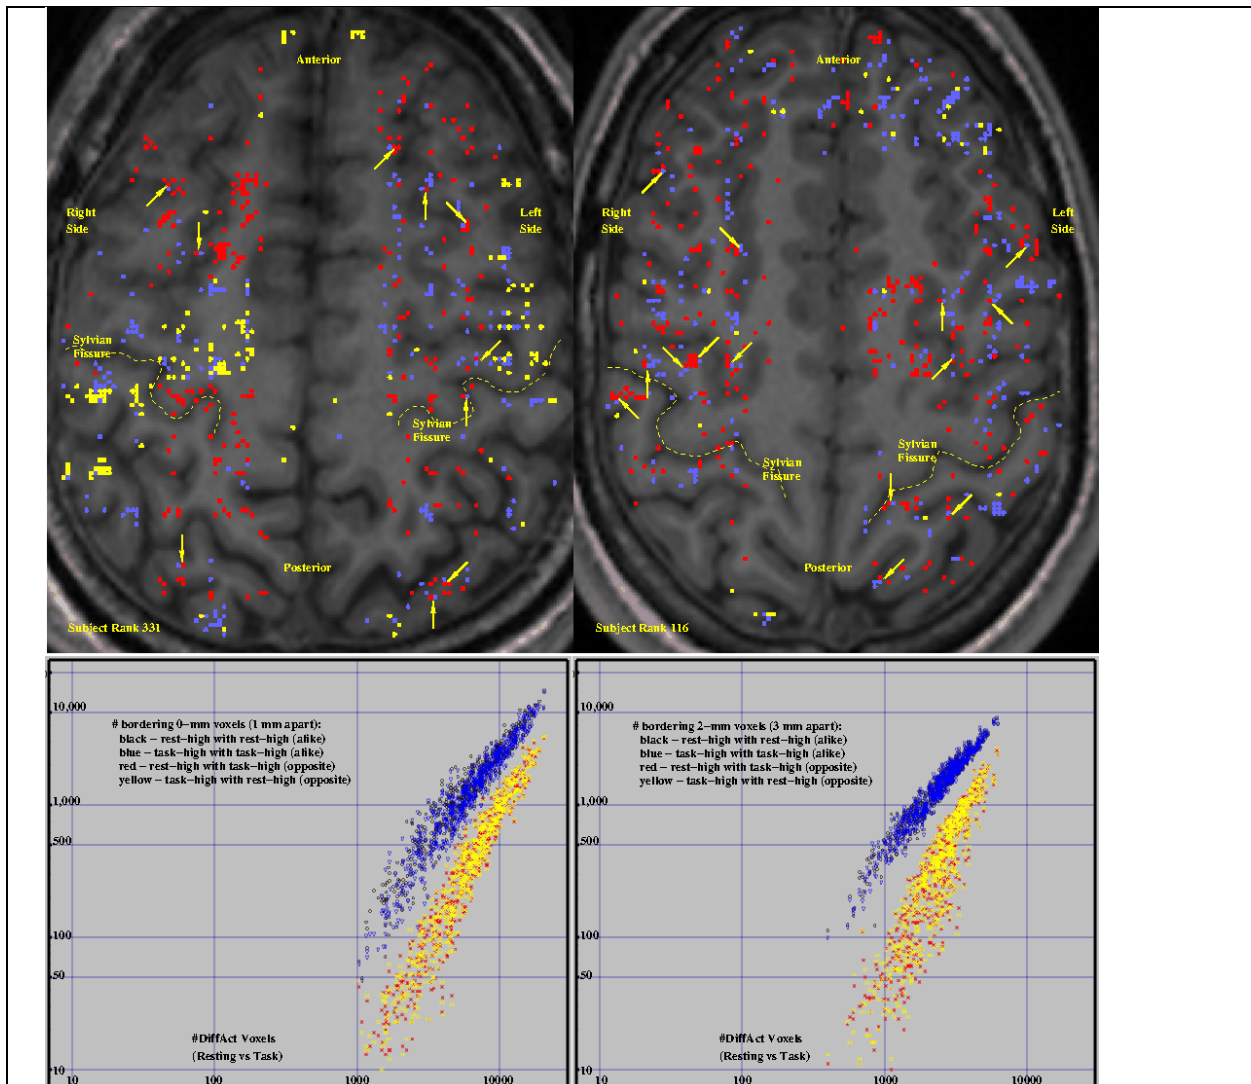 Anterior
Right
Side
Left
Side
Sylvian
Fissure
Sylvian
Fissure
Posterior
Subject Rank 331
Anterior
Right
Side
Left
Side
Sylvian
Fissure
Sylvian
Fissure
Posterior
Subject Rank 116
10,000
# bordering 0-mm voxels (1 mm apart):
black - rest-high with rest-high (alike)
blue - task-high with task-high (alike)
red - rest-high with task-high (opposite)
yellow - task-high with rest-high (opposite)
1,000
500
100
50
#DiffAct Voxels
(Resting vs Task)
10
10 100 1000 10000
10,000
# bordering 2-mm voxels (3 mm apart):
black - rest-high with rest-high (alike)
blue - task-high with task-high (alike)
red - rest-high with task-high (opposite)
yellow - task-high with rest-high (opposite)
1,000
500
100
50
#DiffAct Voxels
(Resting vs Task)
10
10 100 1000 10000